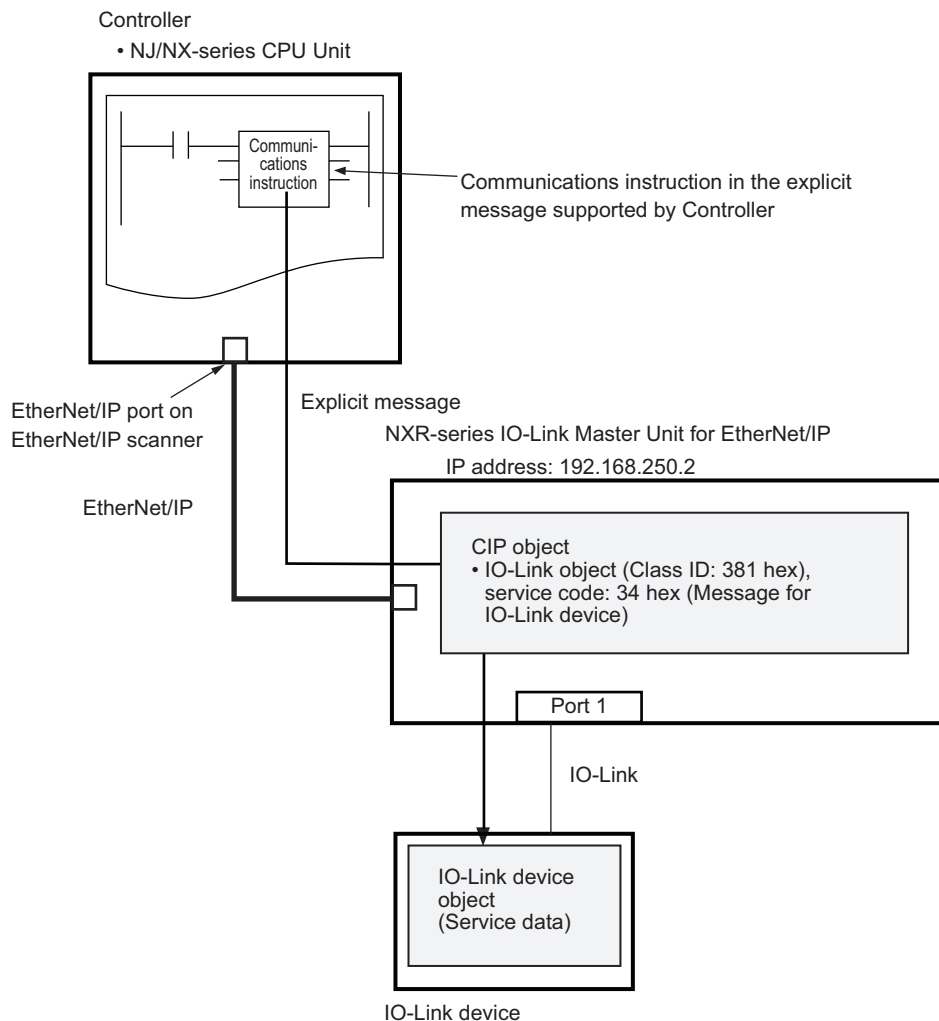 Controller
• NJ/NX-series CPU Unit
Communi-
cations
instruction
Communications instruction in the explicit
message supported by Controller
EtherNet/IP port on
EtherNet/IP scanner
Explicit message
NXR-series IO-Link Master Unit for EtherNet/IP
IP address: 192.168.250.2
EtherNet/IP
CIP object
• IO-Link object (Class ID: 381 hex),
service code: 34 hex (Message for
IO-Link device)
Port 1
IO-Link
IO-Link device
object
(Service data)
IO-Link device